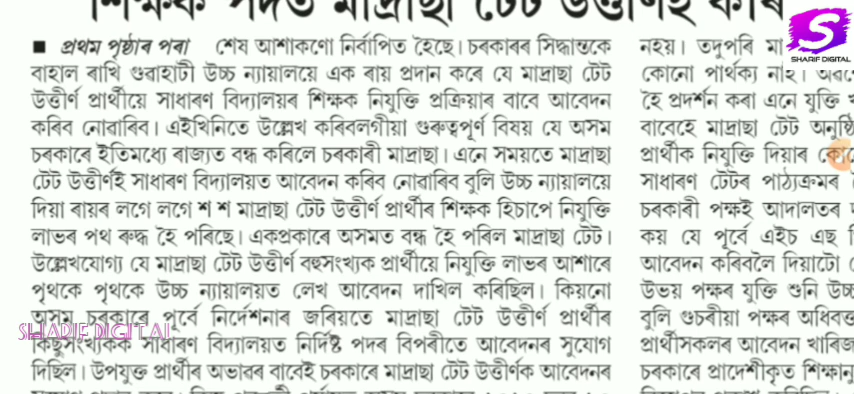 শিক্ষক পদত মাদ্ৰাছা টেট উত্তীৰ্ণই কৰি
■ প্ৰথম পৃষ্ঠাৰ পৰা শেষ আশাকণো নিৰ্বাপিত হৈছে। চৰকাৰৰ সিদ্ধান্তকে
বাহাল ৰাখি গুৱাহাটী উচ্চ ন্যায়ালয়ে এক ৰায় প্ৰদান কৰে যে মাদ্ৰাছা টেট
উত্তীৰ্ণ প্ৰাৰ্থীয়ে সাধাৰণ বিদ্যালয়ৰ শিক্ষক নিযুক্তি প্ৰক্ৰিয়াৰ বাবে আবেদন
কৰিব নোৱাৰিব। এইখিনিতে উল্লেখ কৰিবলগীয়া গুৰুত্বপূৰ্ণ বিষয় যে অসম
চৰকাৰে ইতিমধ্যে ৰাজ্যত বন্ধ কৰিলে চৰকাৰী মাদ্ৰাছা। এনে সময়তে মাদ্ৰাছা
টেট উত্তীৰ্ণই সাধাৰণ বিদ্যালয়ত আবেদন কৰিব নোৱাৰিব বুলি উচ্চ ন্যায়ালয়ে
দিয়া ৰায়ৰ লগে লগে শ শ মাদ্ৰাছা টেট উত্তীৰ্ণ প্ৰাৰ্থীৰ শিক্ষক হিচাপে নিযুক্তি
লাভৰ পথ ৰুদ্ধ হৈ পৰিছে। একপ্ৰকাৰে অসমত বন্ধ হৈ পৰিল মাদ্ৰাছা টেট।
উল্লেখযোগ্য যে মাদ্ৰাছা টেট উত্তীৰ্ণ বহুসংখ্যক প্ৰাৰ্থীয়ে নিযুক্তি লাভৰ আশাৰে
পৃথকে পৃথকে উচ্চ ন্যায়ালয়ত লেখ আবেদন দাখিল কৰিছিল। কিয়নো
অসম চৰকাৰে পূৰ্বে নিৰ্দেশনাৰ জৰিয়তে মাদ্ৰাছা টেট উত্তীৰ্ণ প্ৰাৰ্থীৰ
কিছুসংখ্যকক সাধাৰণ বিদ্যালয়ত নিৰ্দিষ্ট পদৰ বিপৰীতে আবেদনৰ সুযোগ
দিছিল। উপযুক্ত প্ৰাৰ্থীৰ অভাৱৰ বাবেই চৰকাৰে মাদ্ৰাছা টেট উত্তীৰ্ণক আবেদনৰ
নহয়। তদুপৰি মা
কোনো পাৰ্থক্য নাই।
হৈ প্ৰদৰ্শন কৰা এনে যুক্তি
বাবেহে মাদ্ৰাছা টেট অনুষ্ঠি
প্ৰাৰ্থীক নিযুক্তি দিয়াৰ
সাধাৰণ টেটৰ পাঠ্যক্ৰমৰ
চৰকাৰী পক্ষই আদালতৰ
কয় যে পূৰ্বে এইচ এছ
আবেদন কৰিবলৈ দিয়াটো
উভয় পক্ষৰ যুক্তি শুনি উচ্চ
বুলি গুচৰীয়া পক্ষৰ অধিবক্ত
প্ৰাৰ্থীসকলৰ আবেদন খাৰিজ
চৰকাৰে প্ৰাদেশীকৃত শিক্ষানু
SHARIF DIGITAL
SHARIF DIGITAL